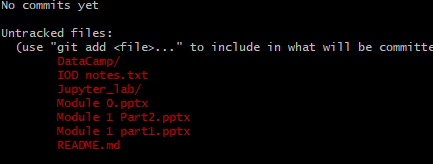 No commits yet
Untracked files:
(use "git add <file>..." to include in what will be committe
DataCamp/
IOD notes.txt
Jupyter_lab/
Module 0.pptx
Module 1 Part2.pptx
Module 1 part1.pptx
README.md